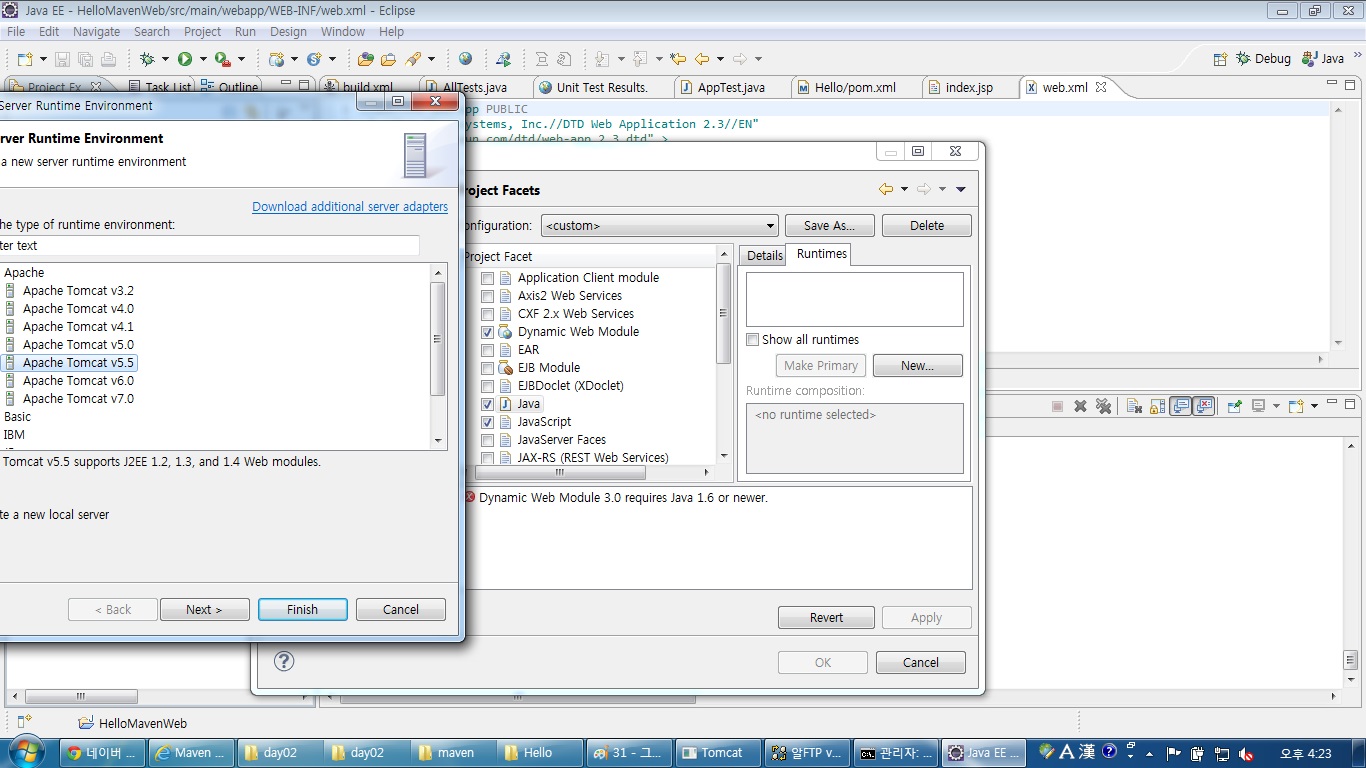 Java EE - HelloMavenWeb/src/main/webapp/WEB-INF/web.xml - Eclipse
File Edit Navigate Search Project Run Design Window Help
Debug Java
Project Ex Task List Outline build.xml AllTests.java Unit Test Results. AppTest.java Hello/pom.xml index.jsp web.xml
Server Runtime Environment
app PUBLIC
ystems, Inc.//DTD Web Application 2.3//EN"
un.com/dtd/web-app_2_3.dtd" >
rver Runtime Environment
a new server runtime environment
Download additional server adapters
he type of runtime environment:
ter text
Apache
Apache Tomcat v3.2
Apache Tomcat v4.0
Apache Tomcat v4.1
Apache Tomcat v5.0
Apache Tomcat v5.5
Apache Tomcat v6.0
Apache Tomcat v7.0
Basic
IBM
Tomcat v5.5 supports J2EE 1.2, 1.3, and 1.4 Web modules.
te a new local server
< Back Next > Finish Cancel
roject Facets
onfiguration: <custom> Save As... Delete
Project Facet
Application Client module
Axis2 Web Services
CXF 2.x Web Services
Dynamic Web Module
EAR
EJB Module
EJBDoclet (XDoclet)
Java
JavaScript
JavaServer Faces
JAX-RS (REST Web Services)
Details Runtimes
Show all runtimes
Make Primary New...
Runtime composition:
<no runtime selected>
Dynamic Web Module 3.0 requires Java 1.6 or newer.
Revert Apply
OK Cancel
HelloMavenWeb
네이버 ... Maven ... day02 day02 maven Hello 31 - 그... Tomcat 알FTP v... 관리자: ... Java EE ... A 漢 오후 4:23